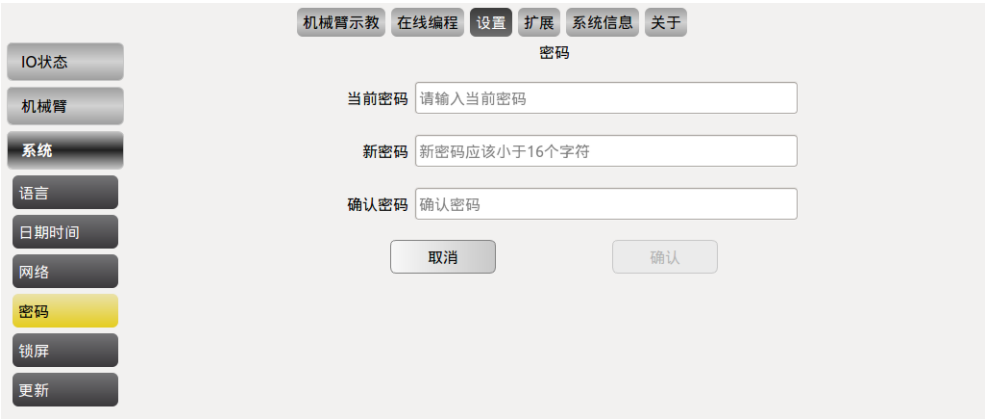 机械臂示教 在线编程 设置 扩展 系统信息 关于
密码
IO状态
机械臂
系统
语言
日期时间
网络
密码
锁屏
更新
当前密码 请输入当前密码
新密码 新密码应该小于16个字符
确认密码 确认密码
取消 确认